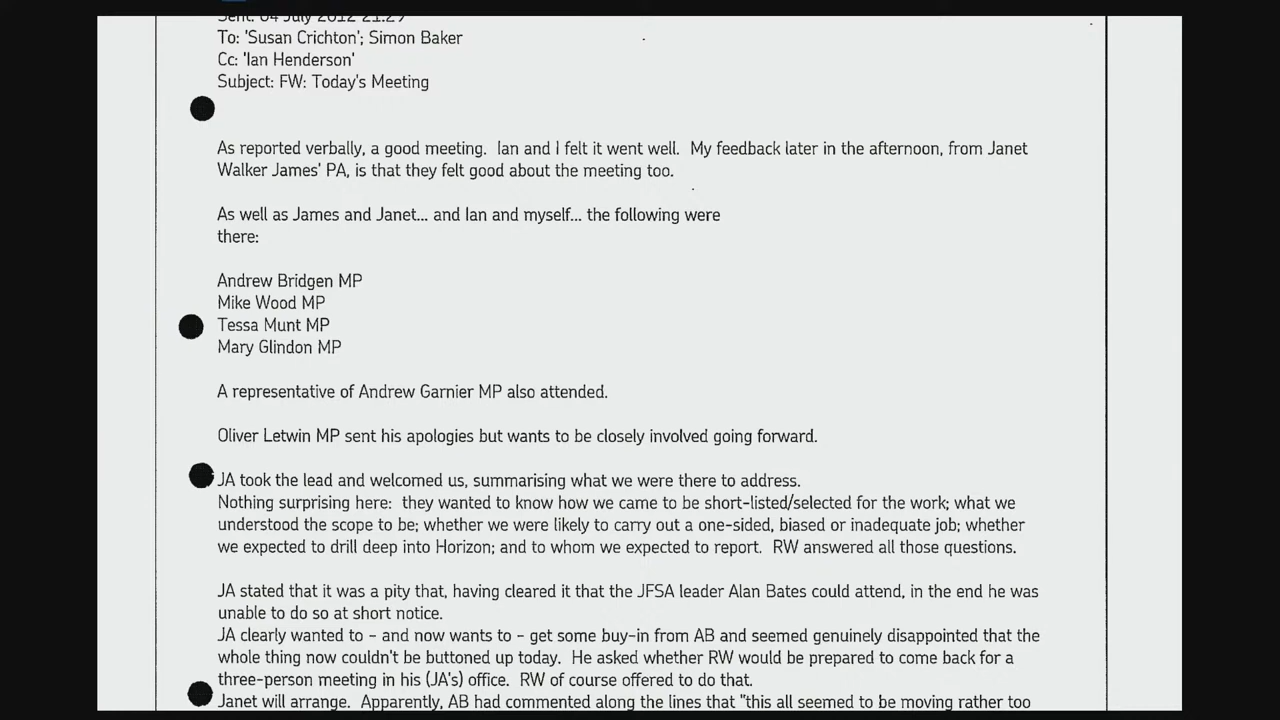 Sent: 04 July 2012 21:29
To: 'Susan Crichton'; Simon Baker
Cc: 'Ian Henderson'
Subject: FW: Today's Meeting
As reported verbally, a good meeting.  Ian and I felt it went well.  My feedback later in the afternoon, from Janet
Walker James' PA, is that they felt good about the meeting too.
As well as James and Janet... and Ian and myself... the following were
there:
Andrew Bridgen MP
Mike Wood MP
Tessa Munt MP
Mary Glindon MP
A representative of Andrew Garnier MP also attended.
Oliver Letwin MP sent his apologies but wants to be closely involved going forward.
JA took the lead and welcomed us, summarising what we were there to address.
Nothing surprising here:  they wanted to know how we came to be short-listed/selected for the work; what we
understood the scope to be; whether we were likely to carry out a one-sided, biased or inadequate job; whether
we expected to drill deep into Horizon; and to whom we expected to report.  RW answered all those questions.
JA stated that it was a pity that, having cleared it that the JFSA leader Alan Bates could attend, in the end he was
unable to do so at short notice.
JA clearly wanted to – and now wants to – get some buy-in from AB and seemed genuinely disappointed that the
whole thing now couldn't be buttoned up today.  He asked whether RW would be prepared to come back for a
three-person meeting in his (JA's) office.  RW of course offered to do that.
Janet will arrange.  Apparently, AB had commented along the lines that "this all seemed to be moving rather too